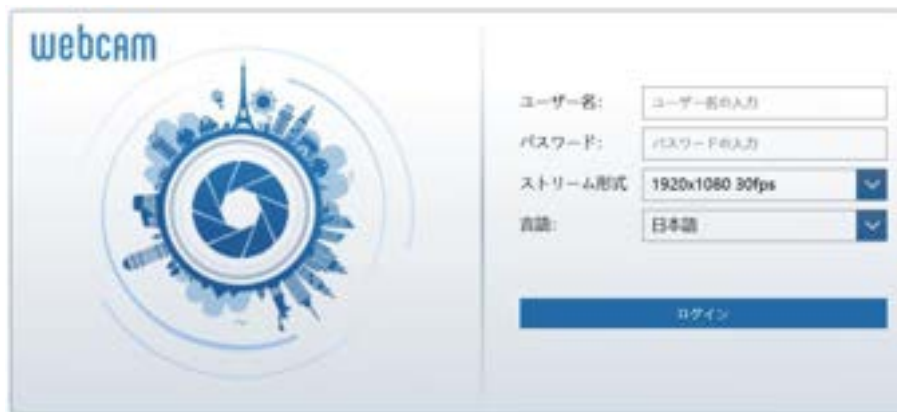 webcam
ユーザー名: ユーザー名の入力
パスワード: パスワードの入力
ストリーム形式 1920x1080 30fps
言語: 日本語
ログイン